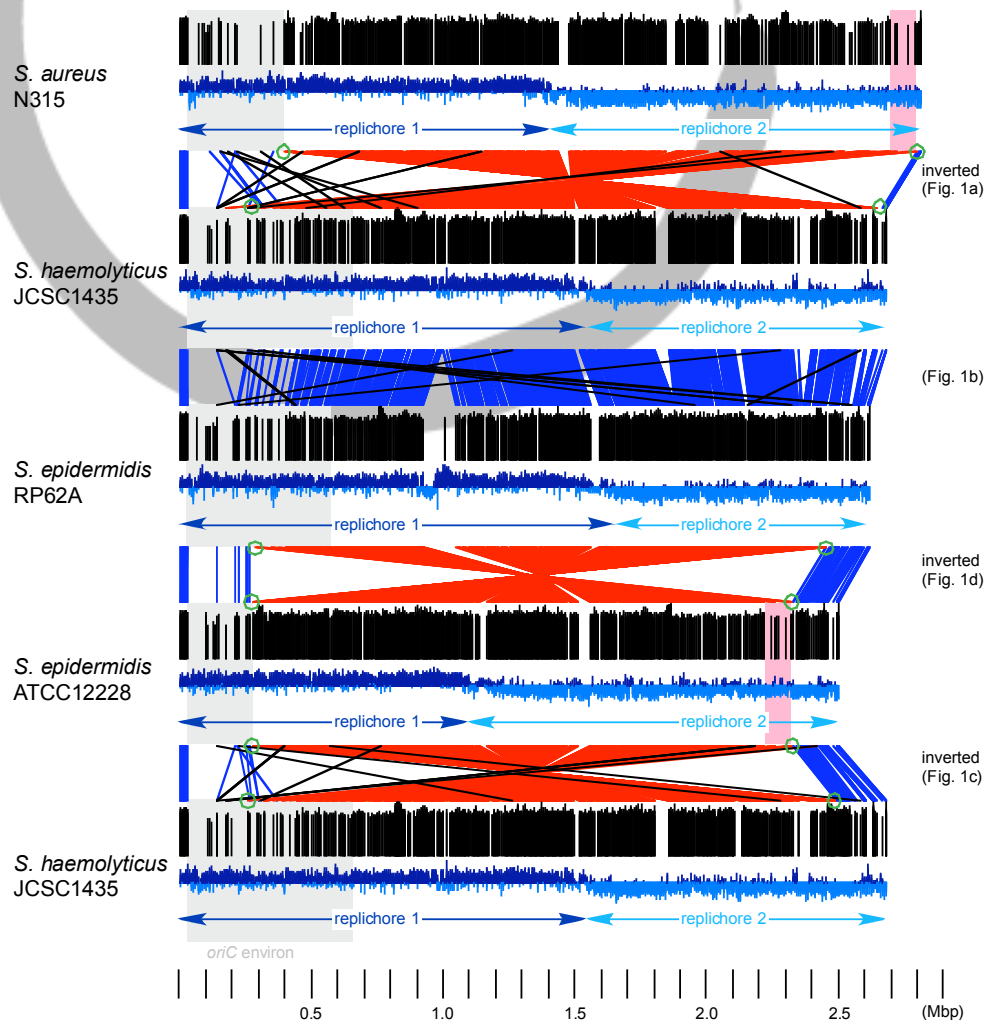 S. aureus
N315
replichore 1
replichore 2
inverted
(Fig. 1a)
S. haemolyticus
JCSC1435
replichore 1
replichore 2
(Fig. 1b)
S. epidermidis
RP62A
replichore 1
replichore 2
inverted
(Fig. 1d)
S. epidermidis
ATCC12228
replichore 1
replichore 2
inverted
(Fig. 1c)
S. haemolyticus
JCSC1435
replichore 1
replichore 2
oriC environ
0.5 1.0 1.5 2.0 2.5 (Mbp)